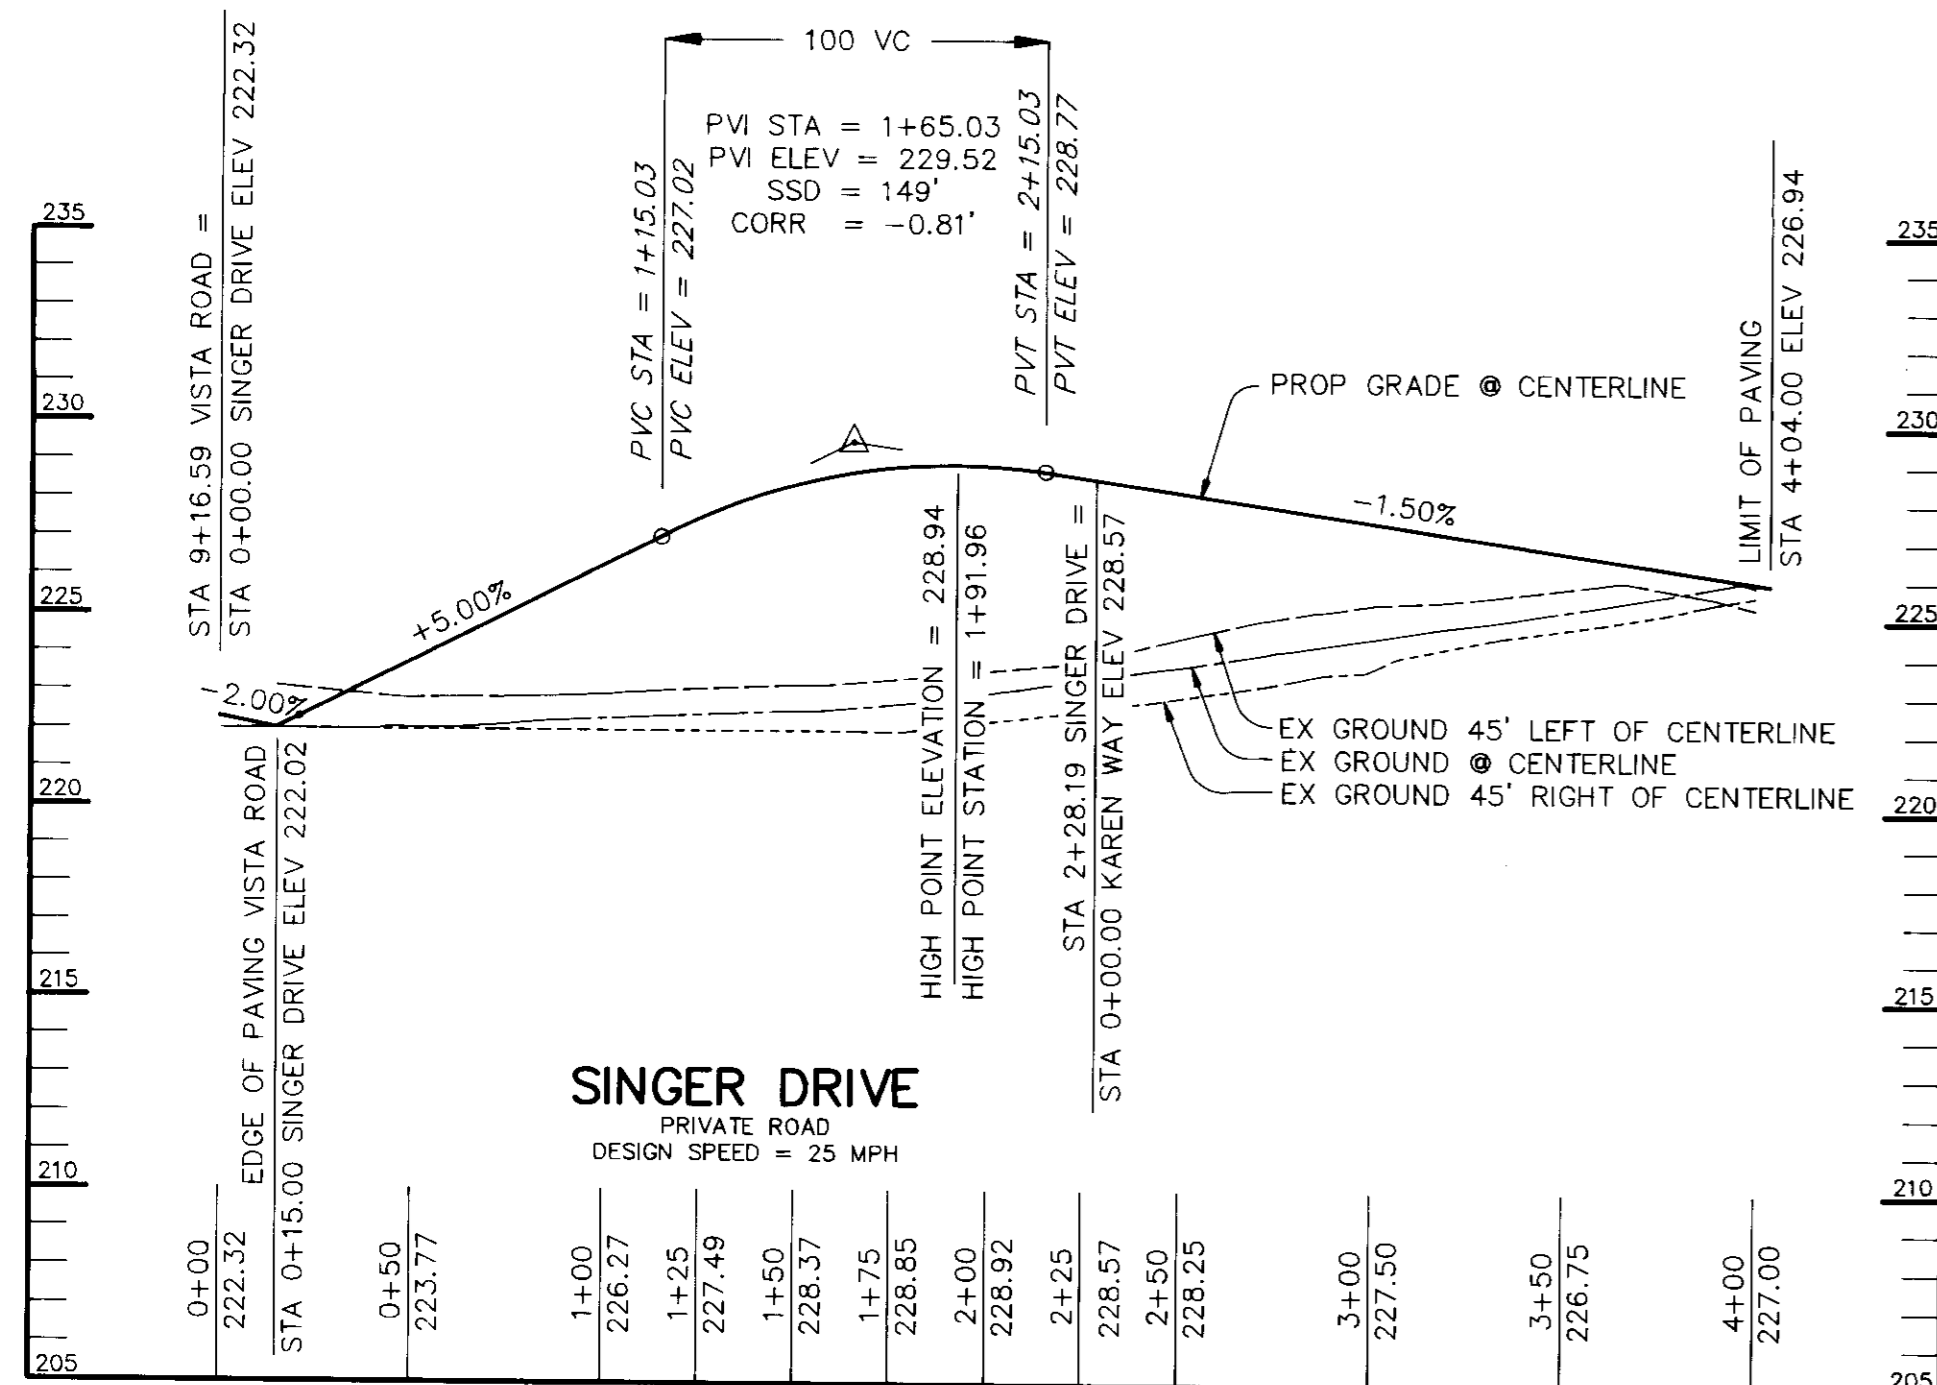 100 VC
PVI STA = 1+65.03
PVI ELEV = 229.52
SSD = 149'
CORR = -0.81'
STA 9+16.59 VISTA ROAD =
STA 0+00.00 SINGER DRIVE ELEV 222.32
PVC STA = 1+15.03
PVC ELEV = 227.02
PVT STA = 2+15.03
PVT ELEV = 228.77
LIMIT OF PAVING
STA 4+04.00 ELEV 226.94
235
230
225
220
215
210
205
235
230
225
220
215
210
205
PROP GRADE @ CENTERLINE
-2.00%
+5.00%
-1.50%
EX GROUND 45' LEFT OF CENTERLINE
EX GROUND @ CENTERLINE
EX GROUND 45' RIGHT OF CENTERLINE
EDGE OF PAVING VISTA ROAD
STA 0+15.00 SINGER DRIVE ELEV 222.02
HIGH POINT ELEVATION = 228.94
HIGH POINT STATION = 1+91.96
STA 2+28.19 SINGER DRIVE =
STA 0+00.00 KAREN WAY ELEV 228.57
SINGER DRIVE
PRIVATE ROAD
DESIGN SPEED = 25 MPH
0+00
222.32
0+50
223.77
1+00
226.27
1+25
227.49
1+50
228.37
1+75
228.85
2+00
228.92
2+25
228.57
2+50
228.25
3+00
227.50
3+50
226.75
4+00
227.00